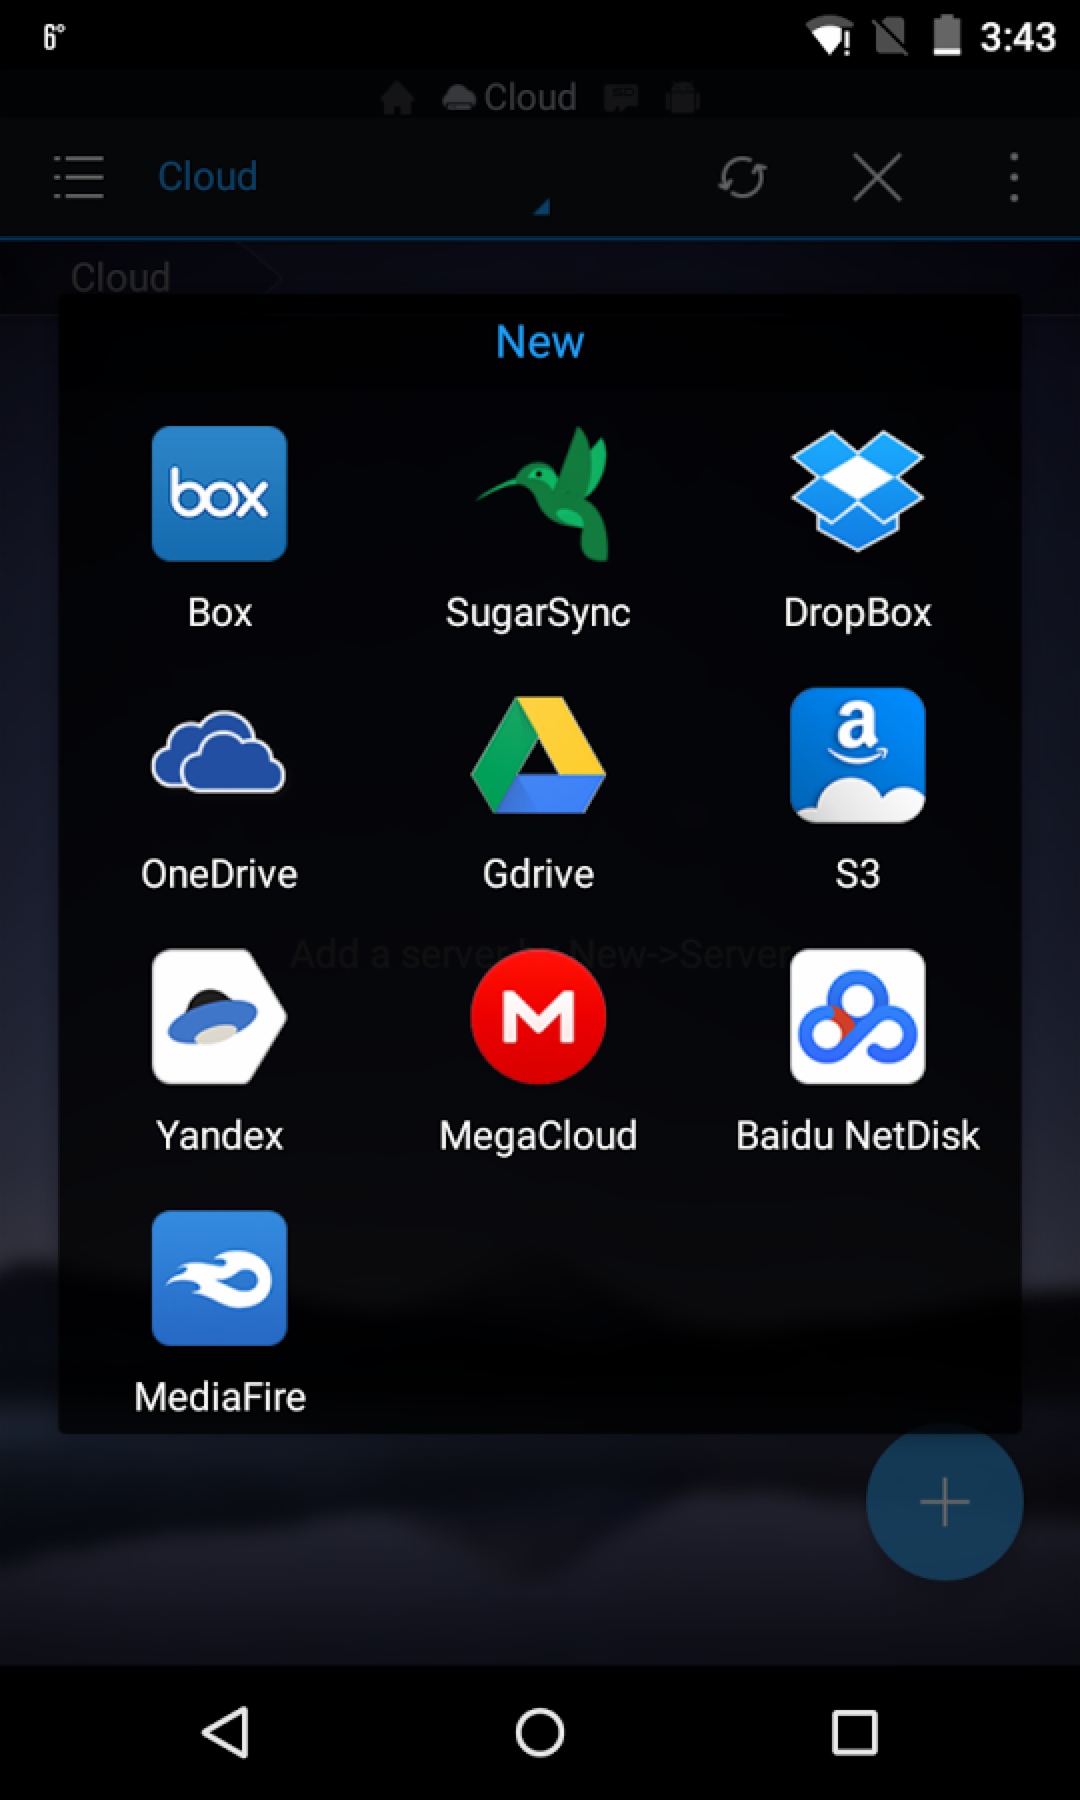 6°
3:43
Cloud
Cloud
Cloud
New
box
Box
SugarSync
DropBox
a
OneDrive
Gdrive
S3
Add a server by New->Server
M
Yandex
MegaCloud
Baidu NetDisk
MediaFire